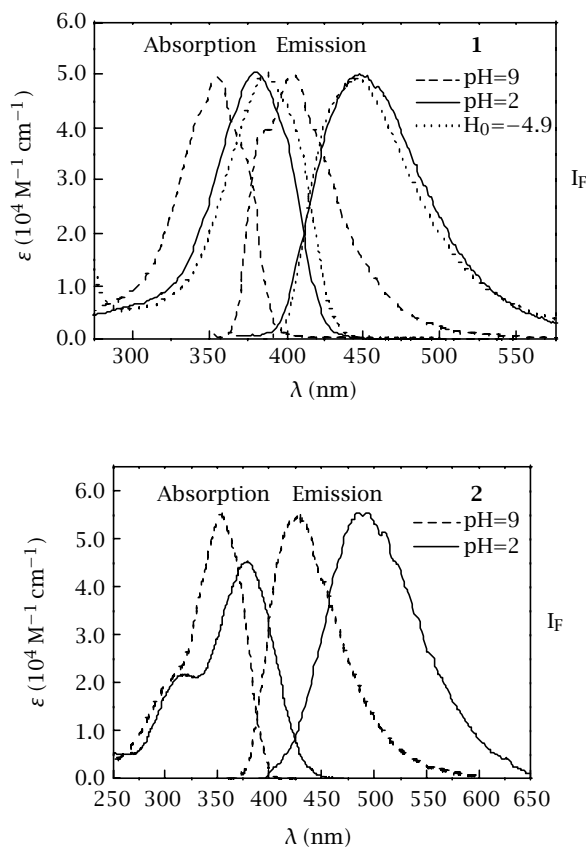 Absorption Emission 1
pH=9
pH=2
H₀=−4.9
6.0
5.0
4.0
3.0
2.0
1.0
0.0
ε (10⁴ M⁻¹ cm⁻¹)
I_F
300 350 400 450 500 550
λ (nm)
Absorption Emission 2
pH=9
pH=2
6.0
5.0
4.0
3.0
2.0
1.0
0.0
ε (10⁴ M⁻¹ cm⁻¹)
I_F
250 300 350 400 450 500 550 600 650
λ (nm)